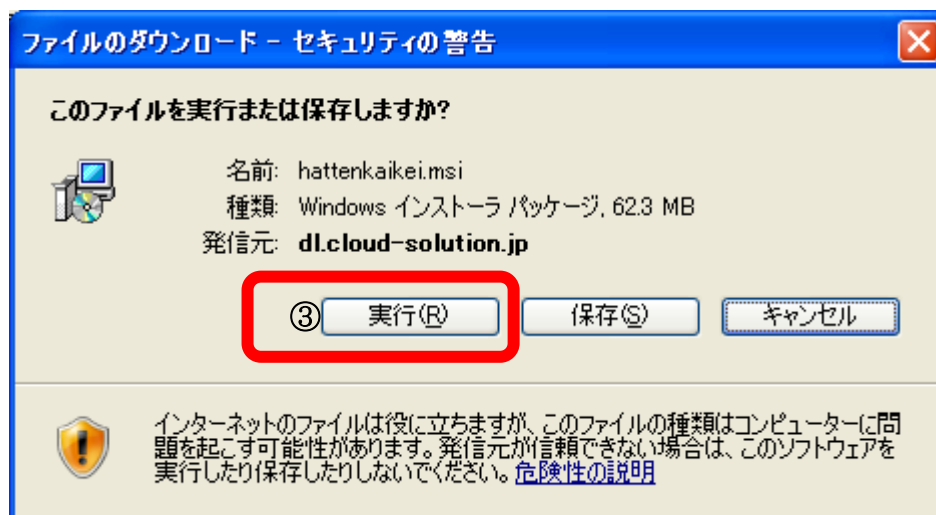 ファイルのダウンロード - セキュリティの警告
このファイルを実行または保存しますか?
名前: hattenkaikei.msi
種類: Windows インストーラ パッケージ, 62.3 MB
発信元: dl.cloud-solution.jp
③ 実行(R) 保存(S) キャンセル
インターネットのファイルは役に立ちますが、このファイルの種類はコンピューターに問
題を起こす可能性があります。発信元が信頼できない場合は、このソフトウェアを
実行したり保存したりしないでください。危険性の説明